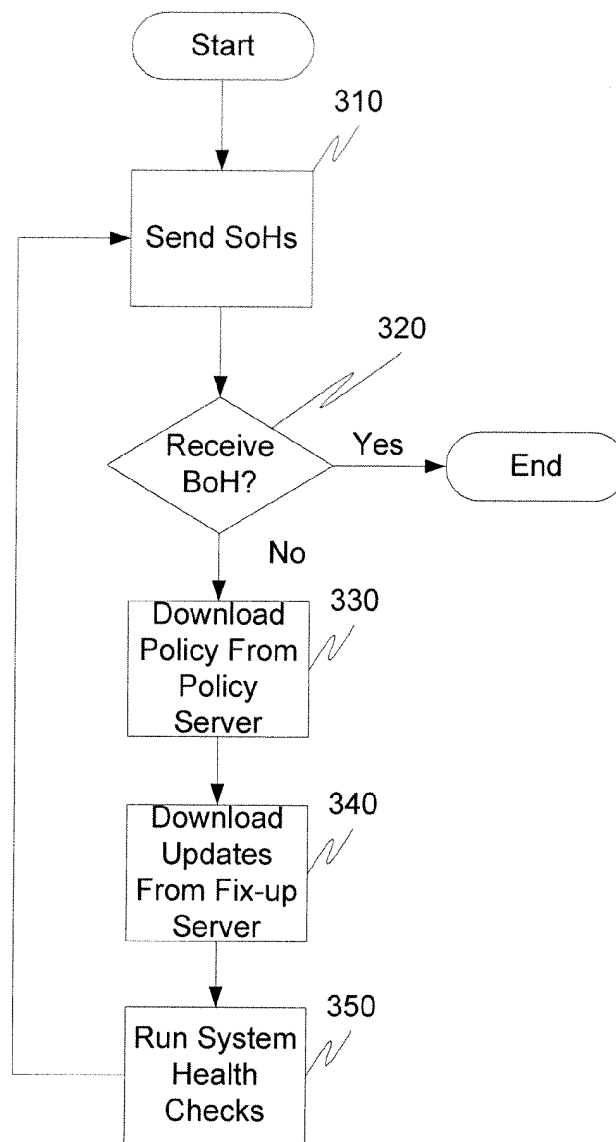 Start
310
Send SoHs
320
Receive
BoH?
Yes
End
No
330
Download
Policy From
Policy
Server
340
Download
Updates
From Fix-up
Server
350
Run System
Health
Checks